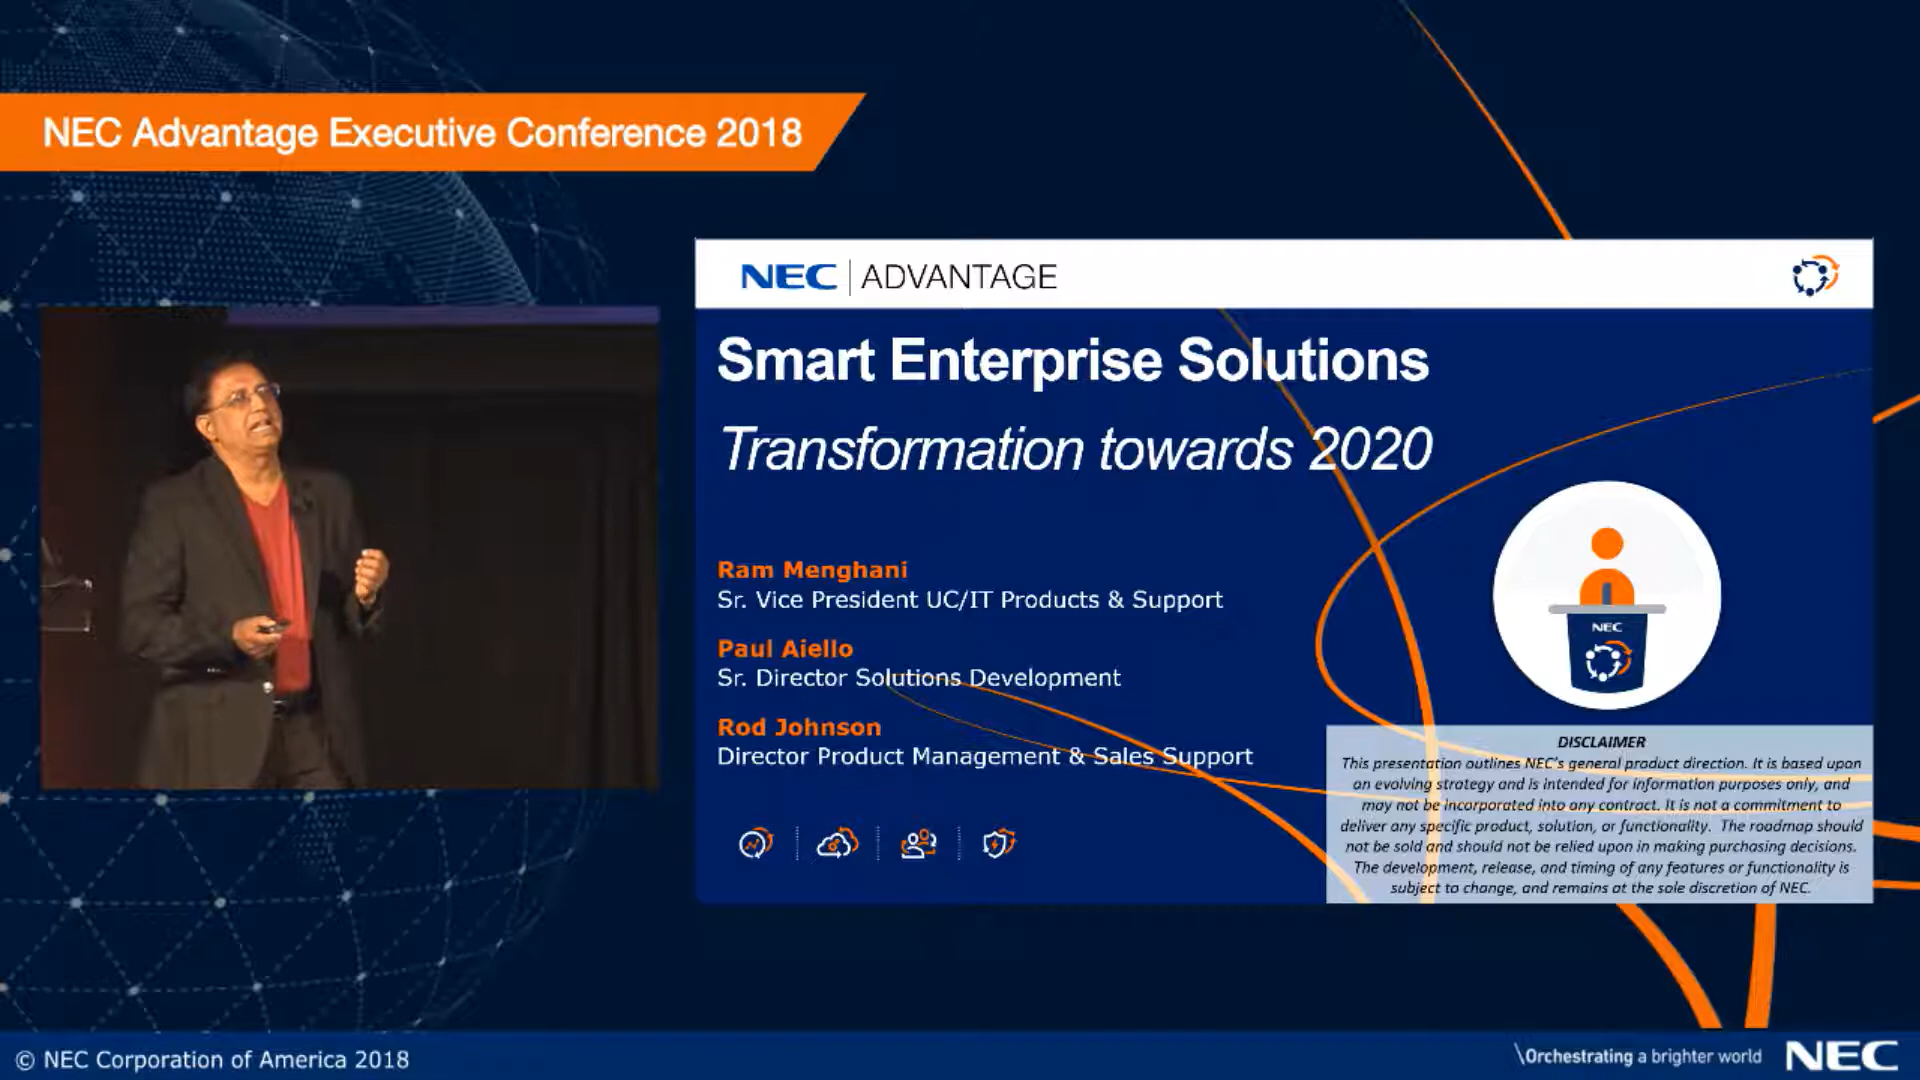 NEC Advantage Executive Conference 2018
NEC | ADVANTAGE
Smart Enterprise Solutions
Transformation towards 2020
Ram Menghani
Sr. Vice President UC/IT Products & Support
Paul Aiello
Sr. Director Solutions Development
Rod Johnson
Director Product Management & Sales Support
NEC
DISCLAIMER
This presentation outlines NEC's general product direction. It is based upon
an evolving strategy and is intended for information purposes only, and
may not be incorporated into any contract. It is not a commitment to
deliver any specific product, solution, or functionality. The roadmap should
not be sold and should not be relied upon in making purchasing decisions.
The development, release, and timing of any features or functionality is
subject to change, and remains at the sole discretion of NEC.
© NEC Corporation of America 2018
\Orchestrating a brighter world
NEC